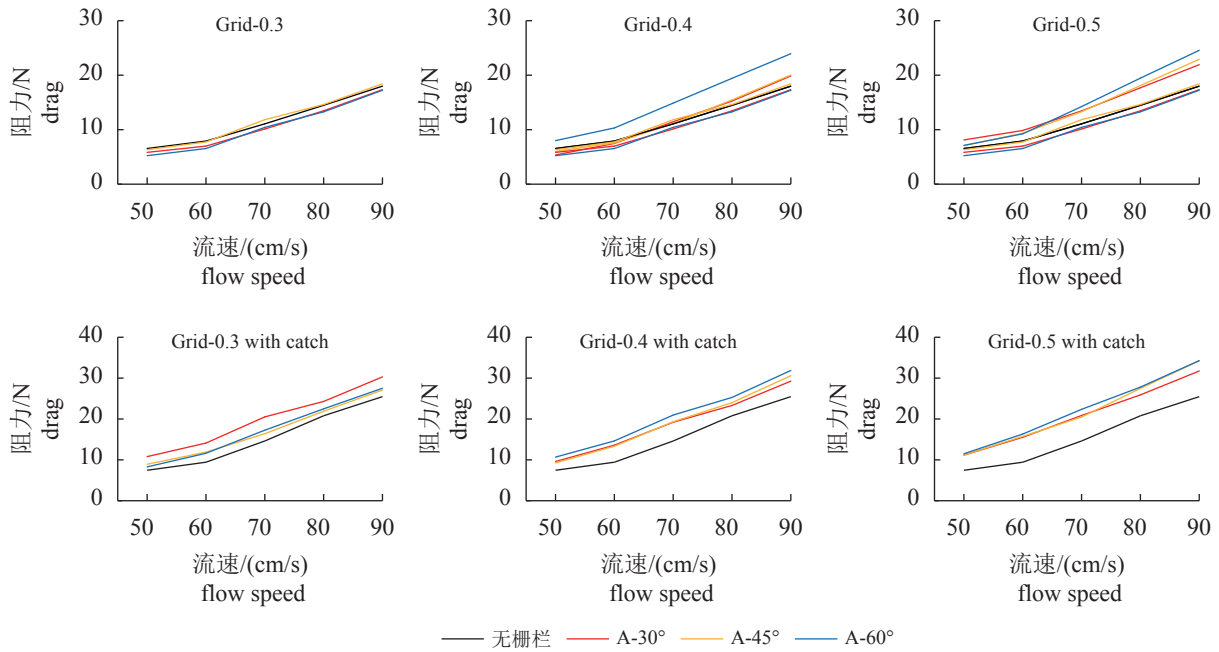 Grid-0.3
30
20
10
0
阻力/N
drag
50 60 70 80 90
流速/(cm/s)
flow speed
Grid-0.4
30
20
10
0
阻力/N
drag
50 60 70 80 90
流速/(cm/s)
flow speed
Grid-0.5
30
20
10
0
阻力/N
drag
50 60 70 80 90
流速/(cm/s)
flow speed
Grid-0.3 with catch
40
30
20
10
0
阻力/N
drag
50 60 70 80 90
流速/(cm/s)
flow speed
Grid-0.4 with catch
40
30
20
10
0
阻力/N
drag
50 60 70 80 90
流速/(cm/s)
flow speed
Grid-0.5 with catch
40
30
20
10
0
阻力/N
drag
50 60 70 80 90
流速/(cm/s)
flow speed
无栅栏 A-30° A-45° A-60°